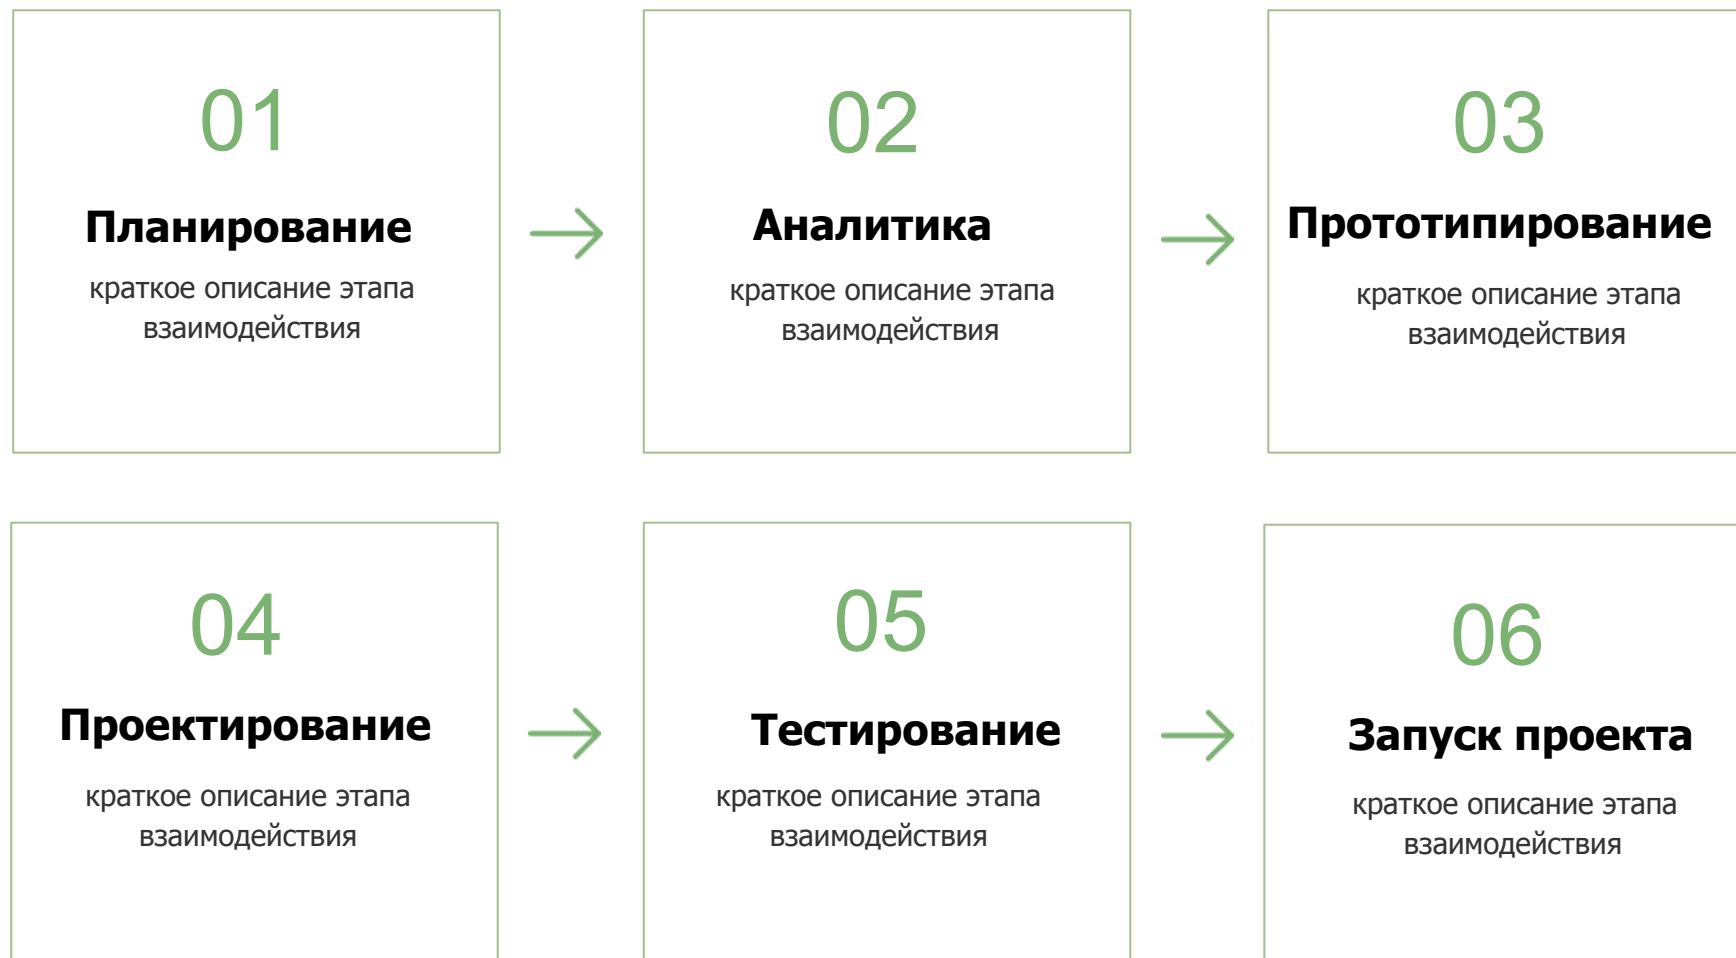 01
Планирование
краткое описание этапа
взаимодействия
02
Аналитика
краткое описание этапа
взаимодействия
03
Прототипирование
краткое описание этапа
взаимодействия
04
Проектирование
краткое описание этапа
взаимодействия
05
Тестирование
краткое описание этапа
взаимодействия
06
Запуск проекта
краткое описание этапа
взаимодействия